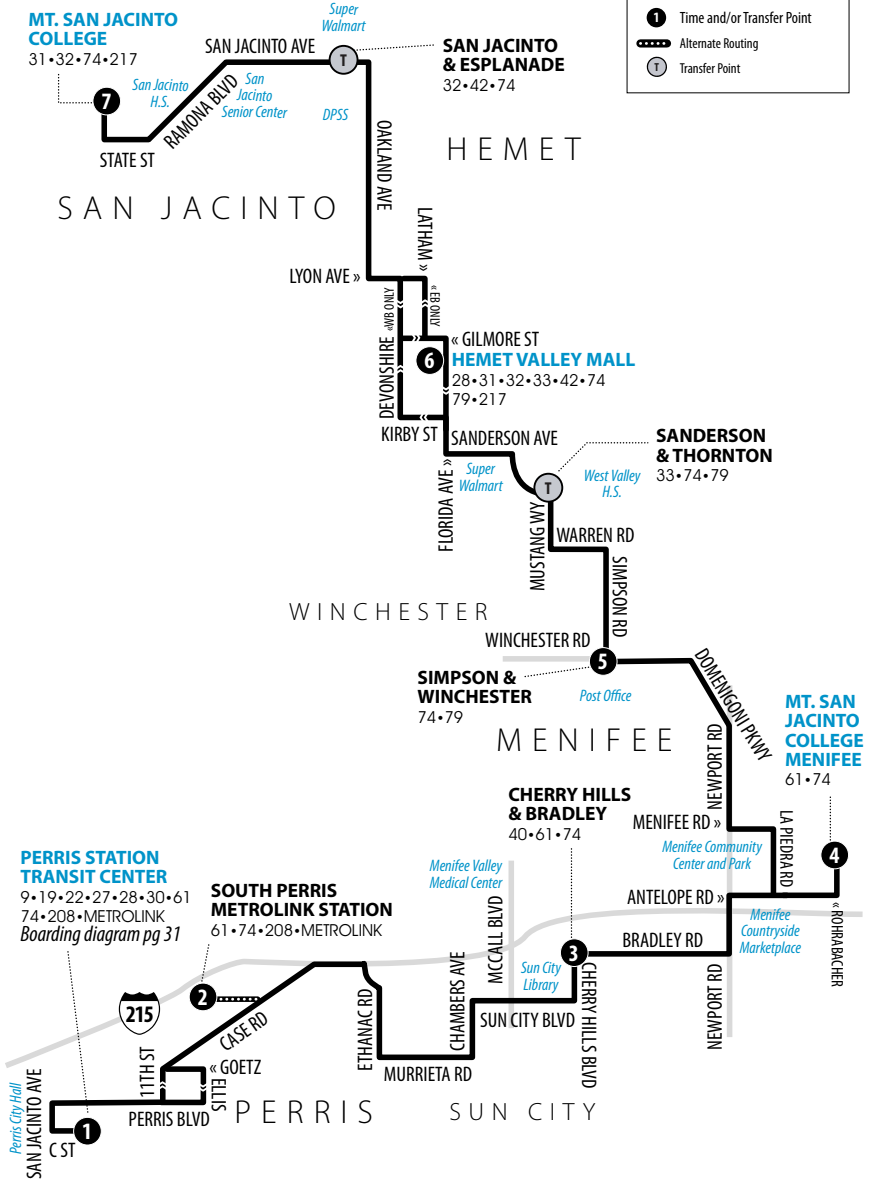 MT. SAN JACINTO
COLLEGE
31•32•74•217
7
STATE ST
San Jacinto
H.S.
RAMONA BLVD
San
Jacinto
Senior Center
SAN JACINTO AVE
Super
Walmart
T
DPSS
SAN JACINTO
& ESPLANADE
32•42•74
1 Time and/or Transfer Point
Alternate Routing
T Transfer Point
OAKLAND AVE
HEMET
SAN JACINTO
LATHAM »
LYON AVE »
«WB ONLY
« EB ONLY
DEVONSHIRE
« GILMORE ST
6
HEMET VALLEY MALL
28•31•32•33•42•74
79•217
KIRBY ST
SANDERSON AVE
FLORIDA AVE »
Super
Walmart
T
West Valley
H.S.
SANDERSON
& THORNTON
33•74•79
MUSTANG WY
WARREN RD
SIMPSON RD
WINCHESTER
WINCHESTER RD
5
SIMPSON &
WINCHESTER
74•79
Post Office
DOMENIGONI PKWY
MENIFEE
NEWPORT RD
MT. SAN
JACINTO
COLLEGE
MENIFEE
61•74
MENIFEE RD »
LA PIEDRA RD
4
Menifee Community
Center and Park
ANTELOPE RD »
« ROHRABACHER
Menifee
Countryside
Marketplace
CHERRY HILLS
& BRADLEY
40•61•74
Menifee Valley
Medical Center
MCCALL BLVD
3
BRADLEY RD
NEWPORT RD
Sun City
Library
CHERRY HILLS BLVD
SUN CITY BLVD
CHAMBERS AVE
MURRIETA RD
ETHANAC RD
SUN CITY
PERRIS STATION
TRANSIT CENTER
9•19•22•27•28•30•61
74•208•METROLINK
Boarding diagram pg 31
SOUTH PERRIS
METROLINK STATION
61•74•208•METROLINK
2
215
CASE RD
11TH ST
« GOETZ
ELLIS
PERRIS
PERRIS BLVD
Perris City Hall
SAN JACINTO AVE
C ST
1